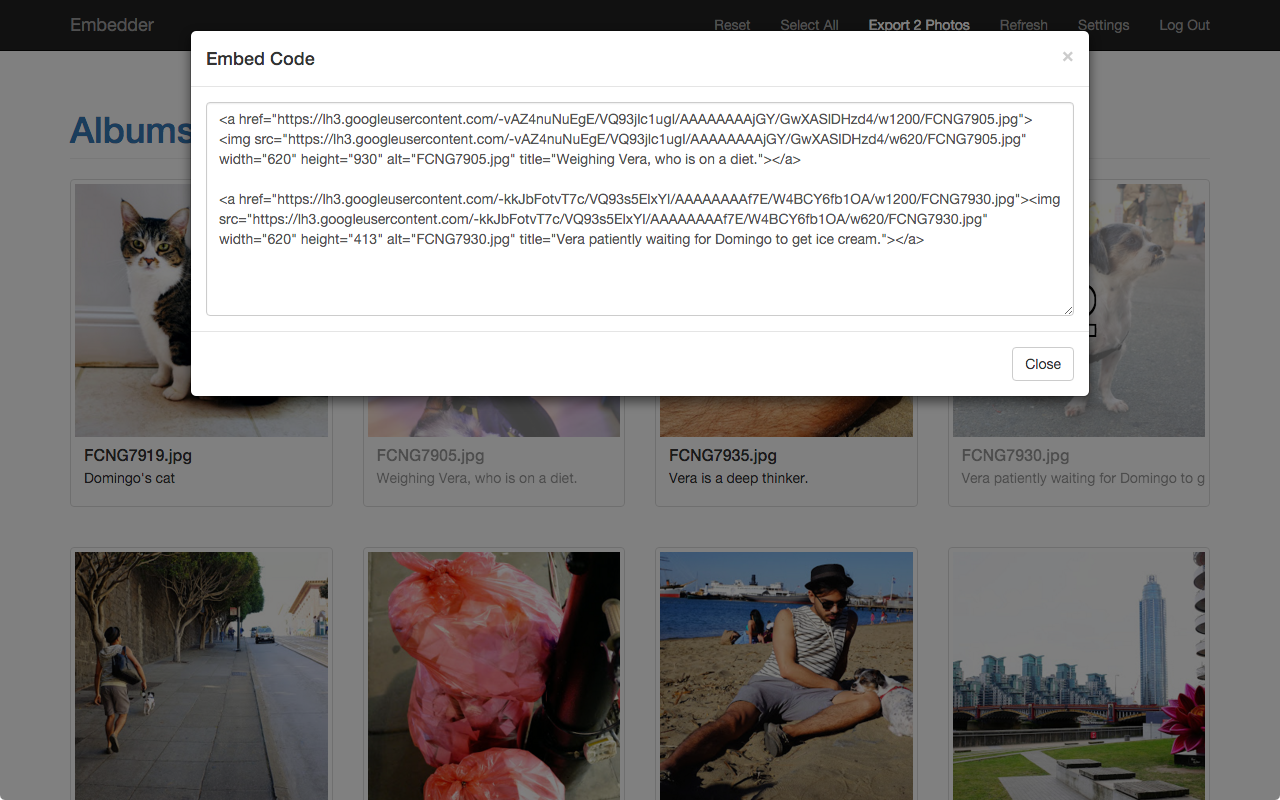 Embedder
Reset
Select All
Export 2 Photos
Refresh
Settings
Log Out
Embed Code
×
Albums
<a href="https://lh3.googleusercontent.com/-vAZ4nuNuEgE/VQ93jlc1ugI/AAAAAAAAjGY/GwXASlDHzd4/w1200/FCNG7905.jpg">
<img src="https://lh3.googleusercontent.com/-vAZ4nuNuEgE/VQ93jlc1ugI/AAAAAAAAjGY/GwXASlDHzd4/w620/FCNG7905.jpg"
width="620" height="930" alt="FCNG7905.jpg" title="Weighing Vera, who is on a diet."></a>
<a href="https://lh3.googleusercontent.com/-kkJbFotvT7c/VQ93s5ElxYI/AAAAAAAAf7E/W4BCY6fb1OA/w1200/FCNG7930.jpg"><img
src="https://lh3.googleusercontent.com/-kkJbFotvT7c/VQ93s5ElxYI/AAAAAAAAf7E/W4BCY6fb1OA/w620/FCNG7930.jpg"
width="620" height="413" alt="FCNG7930.jpg" title="Vera patiently waiting for Domingo to get ice cream."></a>
Close
FCNG7919.jpg
Domingo's cat
FCNG7905.jpg
Weighing Vera, who is on a diet.
FCNG7935.jpg
Vera is a deep thinker.
FCNG7930.jpg
Vera patiently waiting for Domingo to g